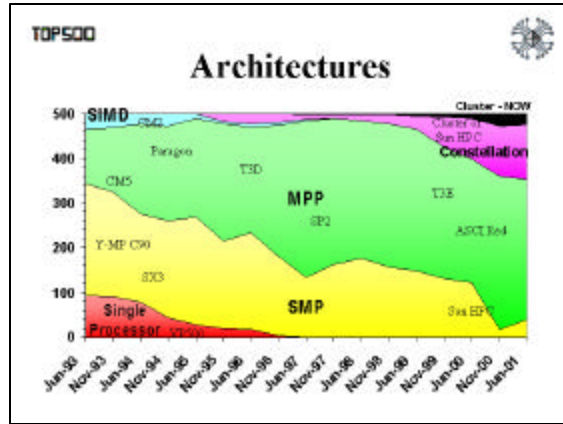 TOP500
Architectures
Cluster - NOW
500
SIMD
CM2
Cluster of
Sun HPC
Constellation
400
Paragon
T3D
CM5
MPP
T3E
300
SP2
ASCI Red
Y-MP C90
200
SX3
100
Single
Processor
VP500
SMP
Sun HPC
0
Jun-93
Nov-93
Jun-94
Nov-94
Jun-95
Nov-95
Jun-96
Nov-96
Jun-97
Nov-97
Jun-98
Nov-98
Jun-99
Nov-99
Jun-00
Nov-00
Jun-01